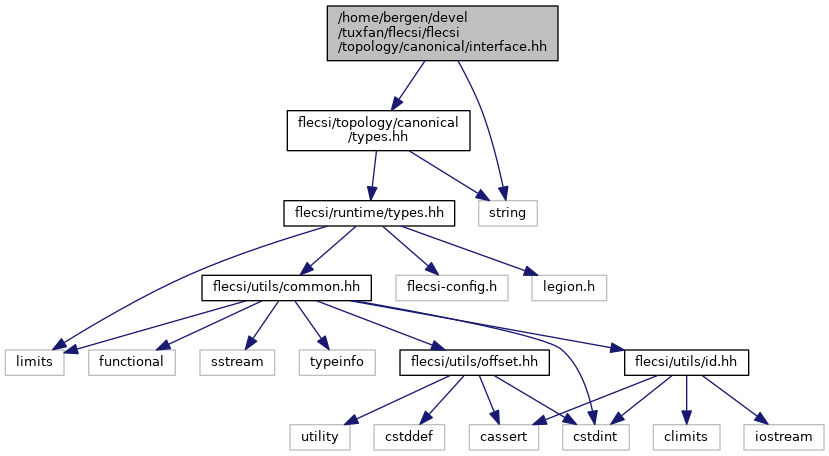 /home/bergen/devel
/tuxfan/flecsi/flecsi
/topology/canonical/interface.hh
flecsi/topology/canonical
/types.hh
flecsi/runtime/types.hh
string
flecsi/utils/common.hh
flecsi-config.h
legion.h
limits
functional
sstream
typeinfo
flecsi/utils/offset.hh
flecsi/utils/id.hh
utility
cstddef
cassert
cstdint
climits
iostream